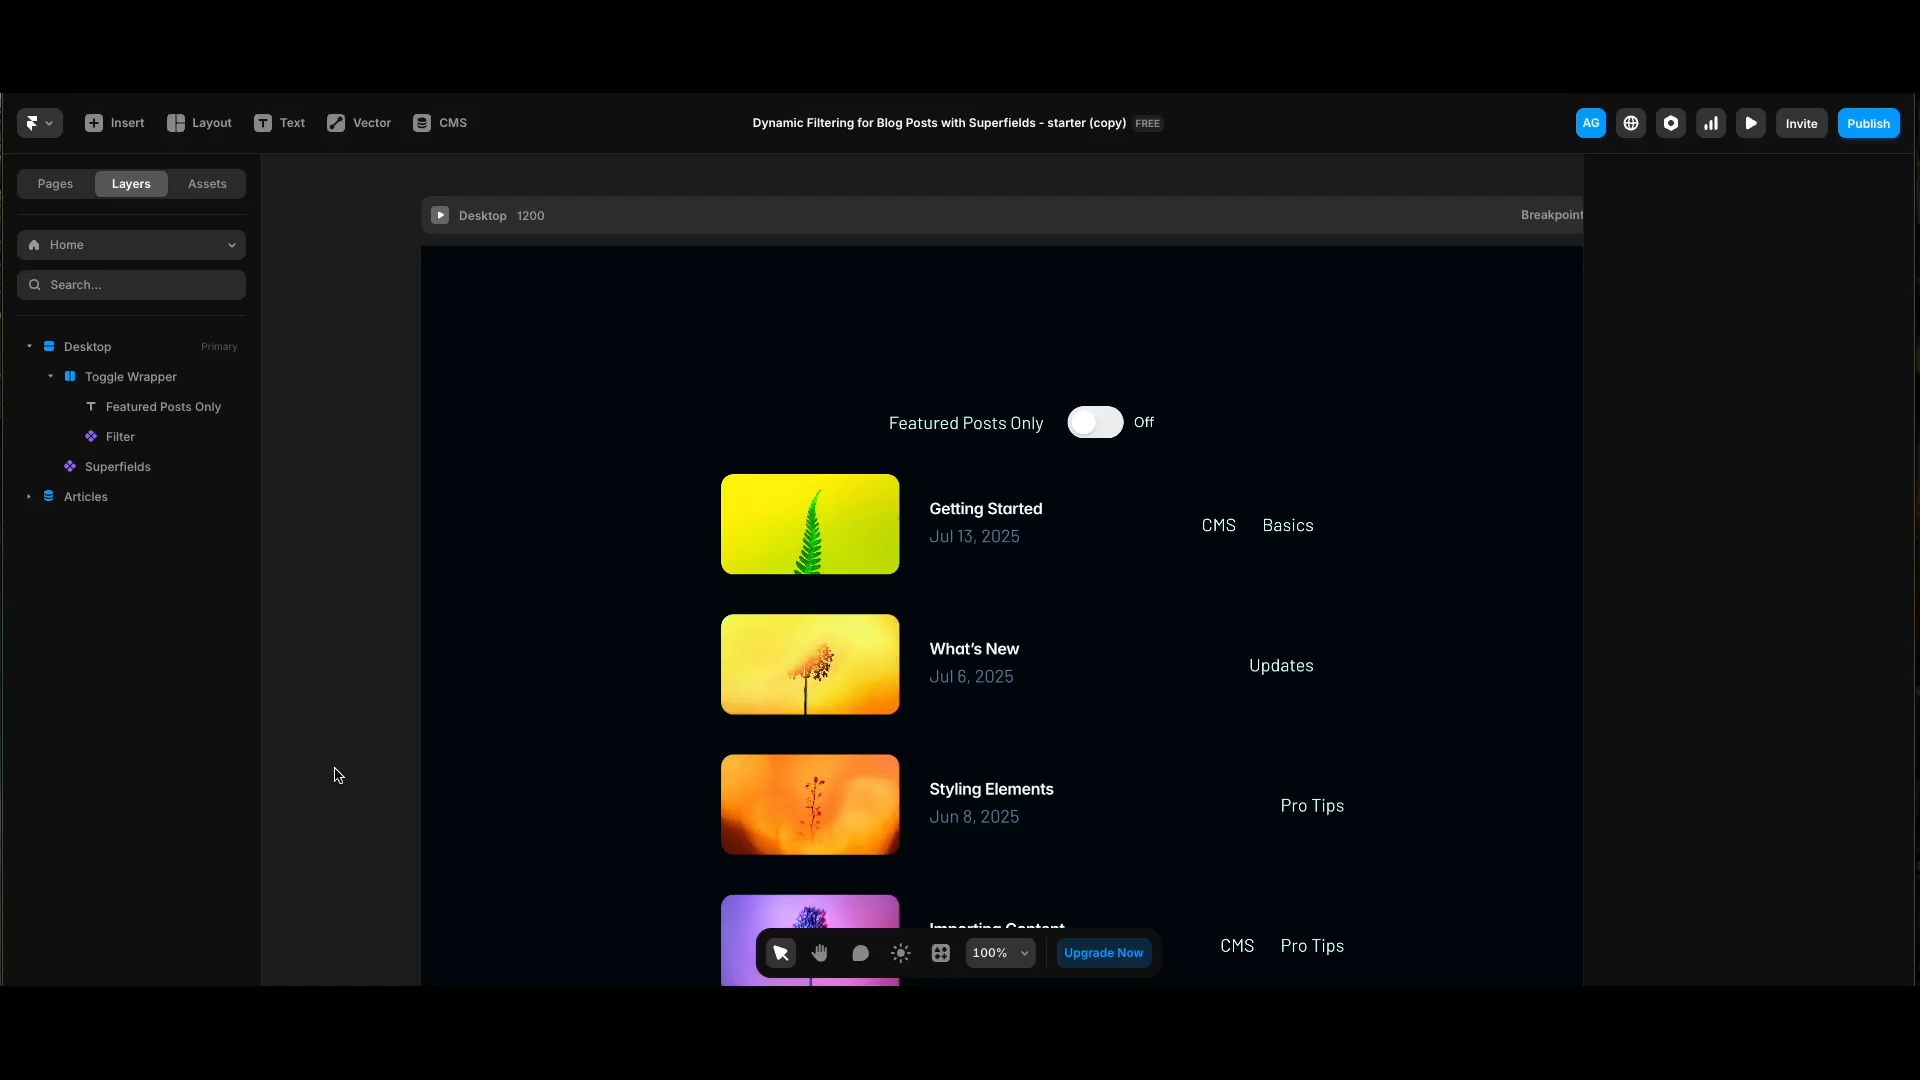 Insert Layout Text Vector CMS Dynamic Filtering for Blog Posts with Superfields - starter (copy) FREE AG Invite Publish
Pages Layers Assets
Desktop 1200 Breakpoint
Home
Search...
Desktop Primary
Toggle Wrapper
Featured Posts Only
Filter
Superfields
Articles
Featured Posts Only Off
Getting Started
Jul 13, 2025
CMS Basics
What's New
Jul 6, 2025
Updates
Styling Elements
Jun 8, 2025
Pro Tips
Importing Content
CMS Pro Tips
100% Upgrade Now